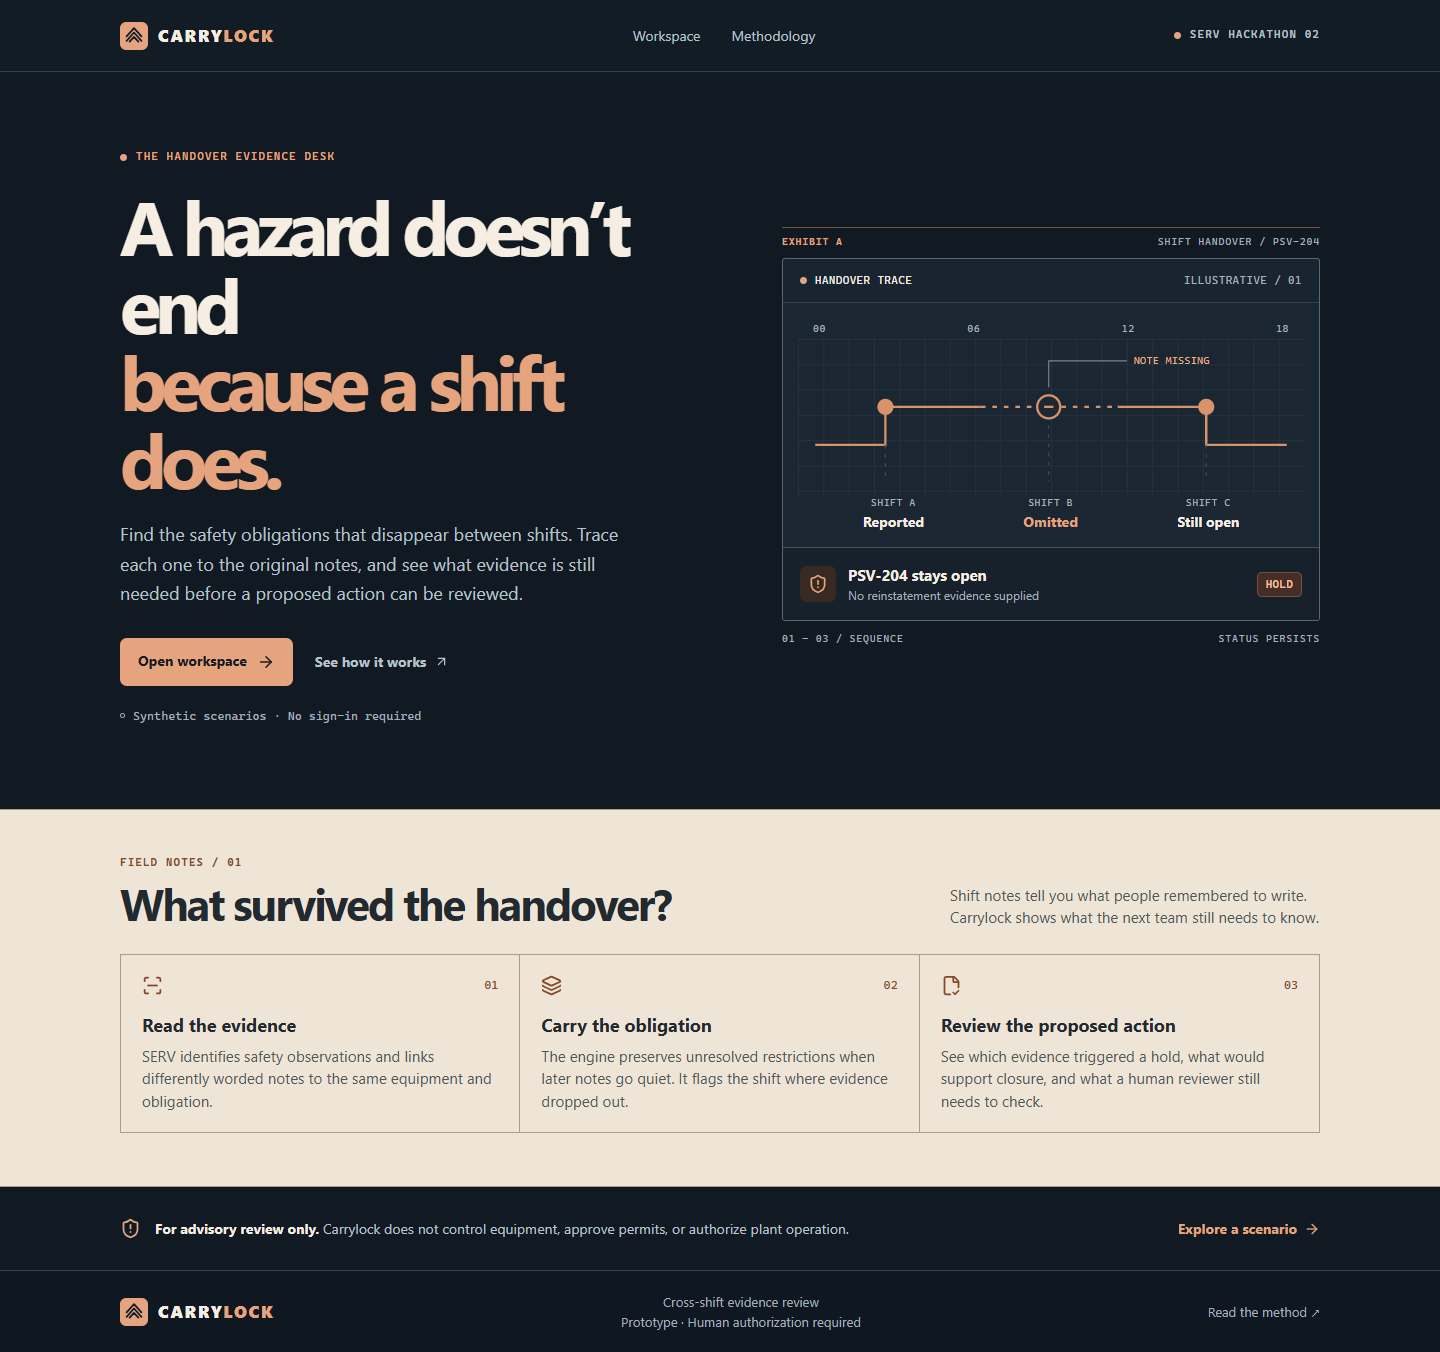 CARRYLOCK
Workspace
Methodology
SERV HACKATHON 02
THE HANDOVER EVIDENCE DESK
A hazard doesn’t
end
because a shift
does.
Find the safety obligations that disappear between shifts. Trace
each one to the original notes, and see what evidence is still
needed before a proposed action can be reviewed.
Open workspace →
See how it works ↗
Synthetic scenarios · No sign-in required
EXHIBIT A
SHIFT HANDOVER / PSV-204
HANDOVER TRACE
ILLUSTRATIVE / 01
00 06 12 18
NOTE MISSING
SHIFT A SHIFT B SHIFT C
Reported Omitted Still open
PSV-204 stays open
No reinstatement evidence supplied
HOLD
01 — 03 / SEQUENCE
STATUS PERSISTS
FIELD NOTES / 01
What survived the handover?
Shift notes tell you what people remembered to write.
Carrylock shows what the next team still needs to know.
01
Read the evidence
SERV identifies safety observations and links
differently worded notes to the same equipment and
obligation.
02
Carry the obligation
The engine preserves unresolved restrictions when
later notes go quiet. It flags the shift where evidence
dropped out.
03
Review the proposed action
See which evidence triggered a hold, what would
support closure, and what a human reviewer still
needs to check.
For advisory review only. Carrylock does not control equipment, approve permits, or authorize plant operation.
Explore a scenario →
CARRYLOCK
Cross-shift evidence review
Prototype · Human authorization required
Read the method ↗